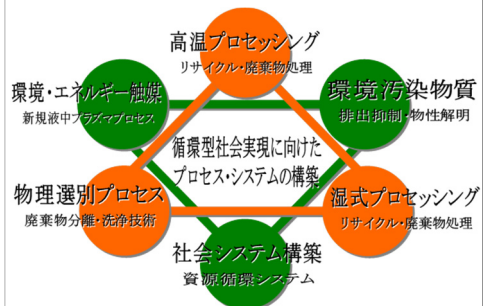 高温プロセッシング
リサイクル・廃棄物処理
環境・エネルギー触媒
新規液中プラズマプロセス
環境汚染物質
排出抑制・物性解明
循環型社会実現に向けた
プロセス・システムの構築
物理選別プロセス
廃棄物分離・洗浄技術
湿式プロセッシング
リサイクル・廃棄物処理
社会システム構築
資源循環システム